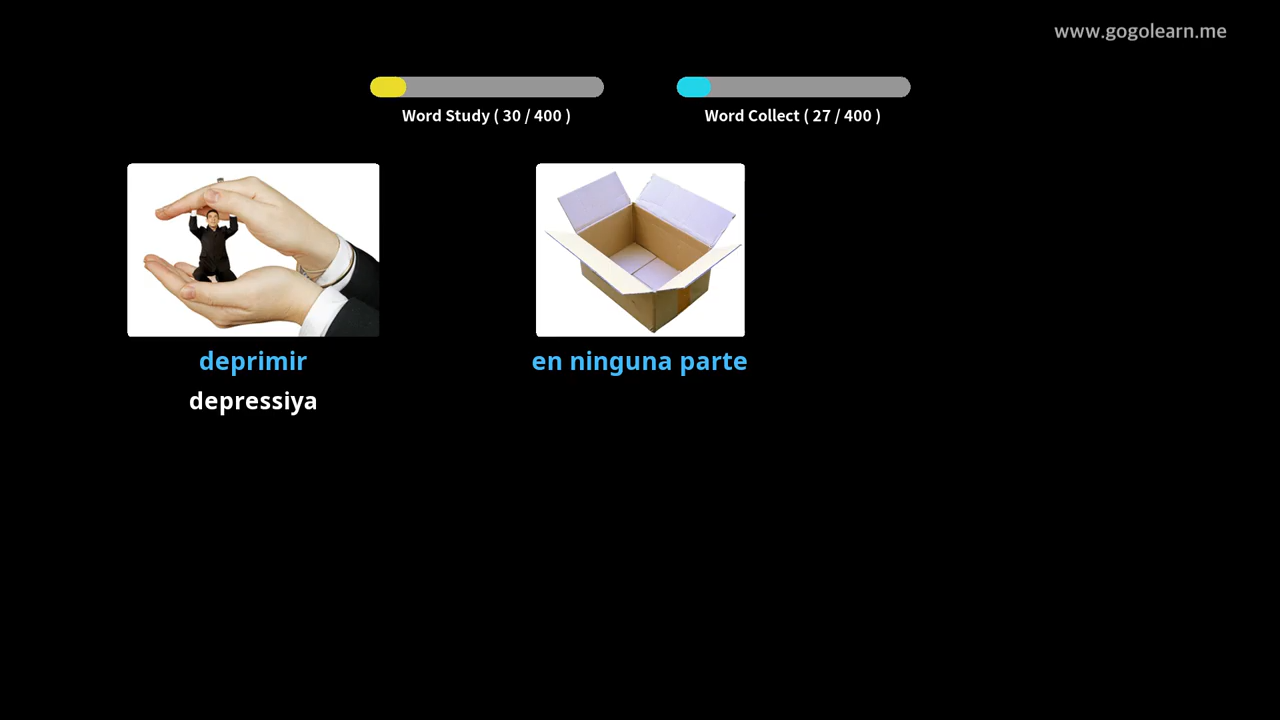 www.gogolearn.me
Word Study ( 30 / 400 )
Word Collect ( 27 / 400 )
deprimir
depressiya
en ninguna parte